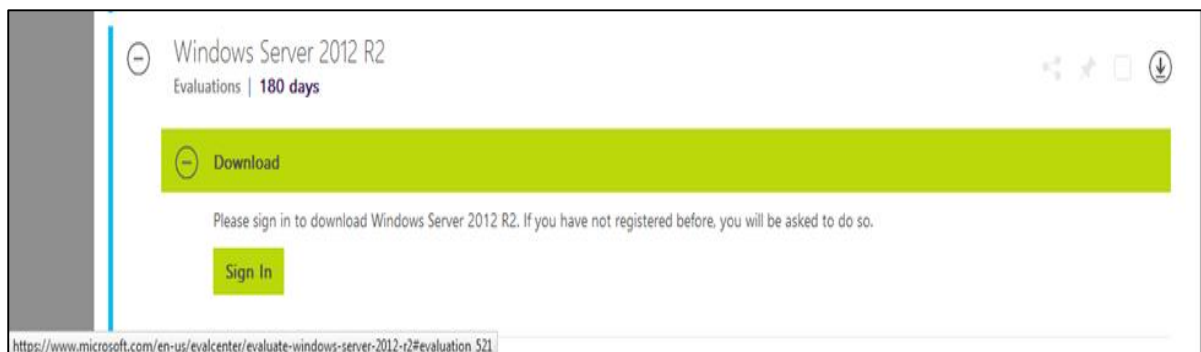 Windows Server 2012 R2
Evaluations | 180 days
Download
Please sign in to download Windows Server 2012 R2. If you have not registered before, you will be asked to do so.
Sign In
https://www.microsoft.com/en-us/evalcenter/evaluate-windows-server-2012-r2#evaluation_521